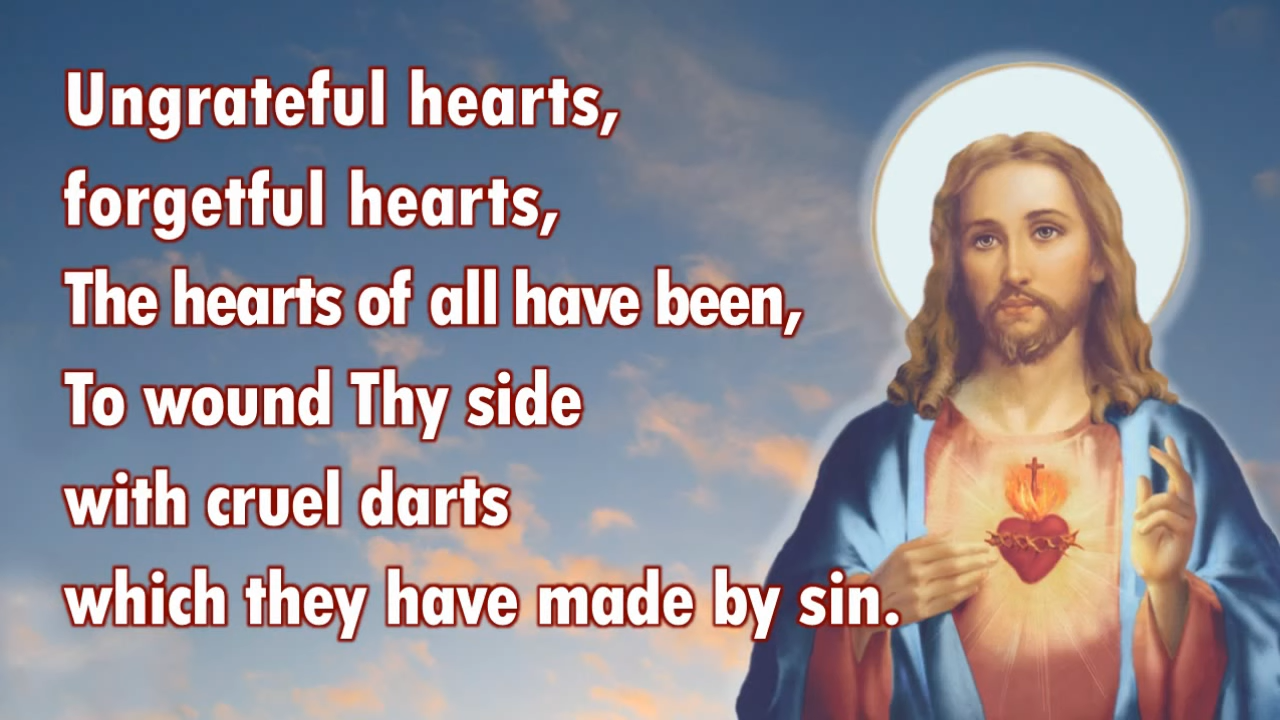 Ungrateful hearts,
forgetful hearts,
The hearts of all have been,
To wound Thy side
with cruel darts
which they have made by sin.